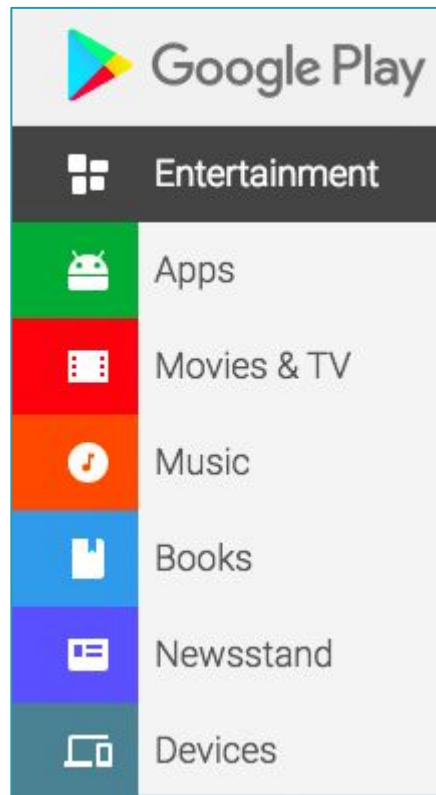 Google Play
Entertainment
Apps
Movies & TV
Music
Books
Newsstand
Devices